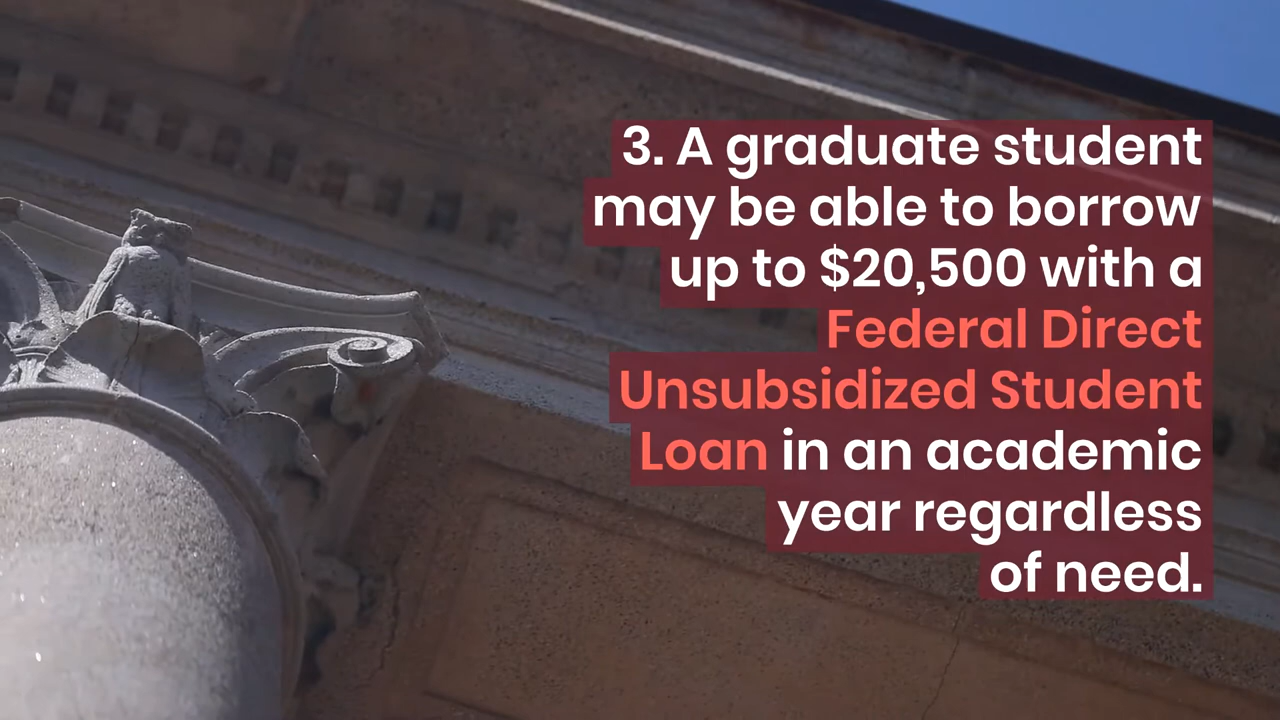 3. A graduate student
may be able to borrow
up to $20,500 with a
Federal Direct
Unsubsidized Student
Loan in an academic
year regardless
of need.